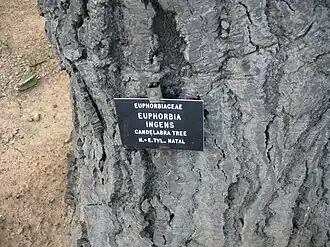 EUPHORBIACEAE
EUPHORBIA
INGENS
CANDELABRA TREE
N.-E.TVL., NATAL